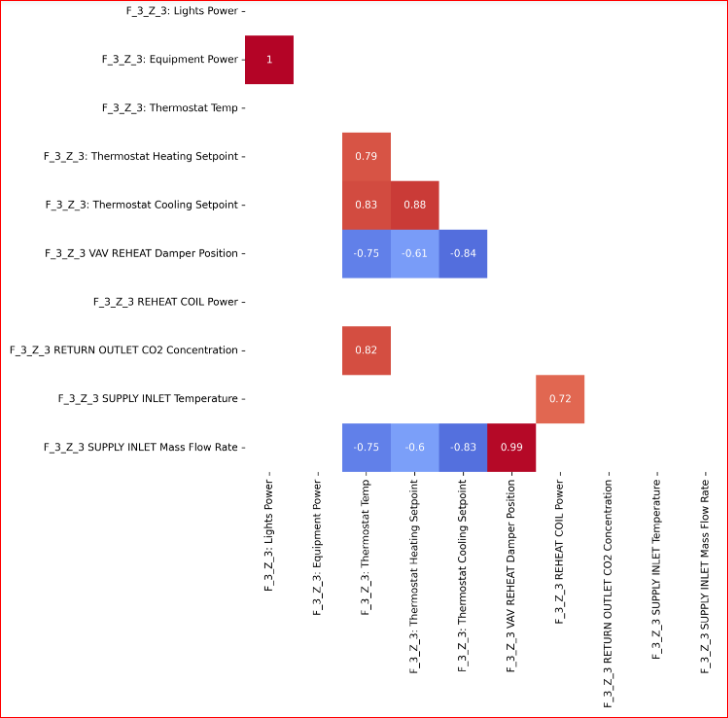 F_3_Z_3: Lights Power
F_3_Z_3: Equipment Power
1
F_3_Z_3: Thermostat Temp
F_3_Z_3: Thermostat Heating Setpoint
0.79
F_3_Z_3: Thermostat Cooling Setpoint
0.83 0.88
F_3_Z_3 VAV REHEAT Damper Position
-0.75 -0.61 -0.84
F_3_Z_3 REHEAT COIL Power
F_3_Z_3 RETURN OUTLET CO2 Concentration
0.82
F_3_Z_3 SUPPLY INLET Temperature
0.72
F_3_Z_3 SUPPLY INLET Mass Flow Rate
-0.75 -0.6 -0.83 0.99
F_3_Z_3: Lights Power
F_3_Z_3: Equipment Power
F_3_Z_3: Thermostat Temp
F_3_Z_3: Thermostat Heating Setpoint
F_3_Z_3: Thermostat Cooling Setpoint
F_3_Z_3 VAV REHEAT Damper Position
F_3_Z_3 REHEAT COIL Power
F_3_Z_3 RETURN OUTLET CO2 Concentration
F_3_Z_3 SUPPLY INLET Temperature
F_3_Z_3 SUPPLY INLET Mass Flow Rate